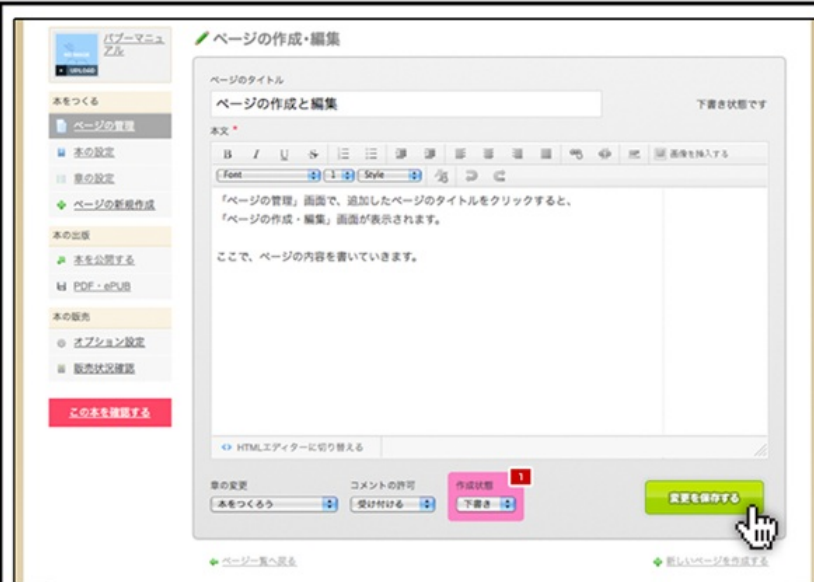 パブーマニュ
アル
UPLOAD
本をつくる
ページの管理
本の設定
章の設定
ページの新規作成
本の出版
本を公開する
PDF・ePUB
本の販売
オプション設定
販売状況確認
この本を確認する
ページの作成・編集
ページのタイトル
ページの作成と編集
下書き状態です
本文 *
B I U S 画像を挿入する
Font 1 Style
「ページの管理」画面で、追加したページのタイトルをクリックすると、
「ページの作成・編集」画面が表示されます。
ここで、ページの内容を書いていきます。
HTMLエディターに切り替える
章の変更 コメントの許可 作成状態 1
本をつくろう 受け付ける 下書き
変更を保存する
ページ一覧へ戻る 新しいページを作成する